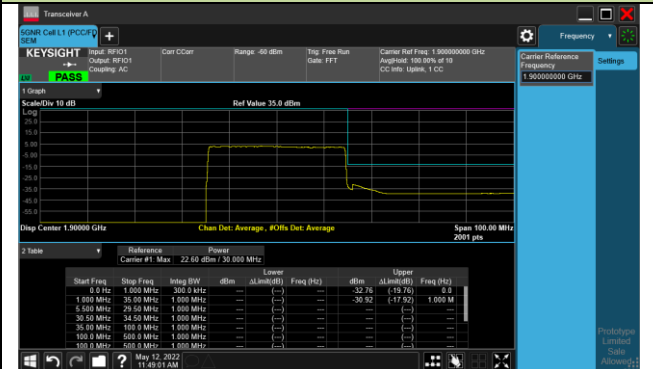 Transceiver A
5GNR Cell L1 (PCC/FD
SEM
+
Frequency
KEYSIGHT
Input: RFIO1
Output: RFIO1
Coupling: AC
Corr CCorr
Range: -60 dBm
Trig: Free Run
Gate: FFT
Carrier Ref Freq: 1.900000000 GHz
Avg|Hold: 100.00% of 10
CC Info: Uplink, 1 CC
LM PASS
Carrier Reference
Frequency
1.900000000 GHz
Settings
1 Graph
Scale/Div 10 dB
Ref Value 35.0 dBm
Log
25.0
15.0
5.00
-5.00
-15.0
-25.0
-35.0
-45.0
-55.0
Disp Center 1.90000 GHz
Chan Det: Average , #Offs Det: Average
Span 100.00 MHz
2001 pts
2 Table
Reference Power
Carrier #1 Max 22.60 dBm / 30.000 MHz
Lower Upper
Start Freq Stop Freq Integ BW dBm ΔLimit(dB) Freq (Hz) dBm ΔLimit(dB) Freq (Hz)
0.0 Hz 1.000 MHz 300.0 kHz --- (---) --- -32.76 (-19.76) 0.0
1.000 MHz 35.00 MHz 1.000 MHz --- (---) --- -30.92 (-17.92) 1.000 M
5.500 MHz 29.50 MHz 1.000 MHz --- (---) --- --- (---) ---
30.50 MHz 34.50 MHz 1.000 MHz --- (---) --- --- (---) ---
35.00 MHz 100.0 MHz 1.000 MHz --- (---) --- --- (---) ---
100.0 MHz 500.0 MHz 1.000 MHz --- (---) --- --- (---) ---
100.0 MHz 500.0 MHz 1.000 MHz --- (---) --- --- (---) ---
Prototype
Limited
Sale
Allowed
?
May 12, 2022
11:49:01 AM